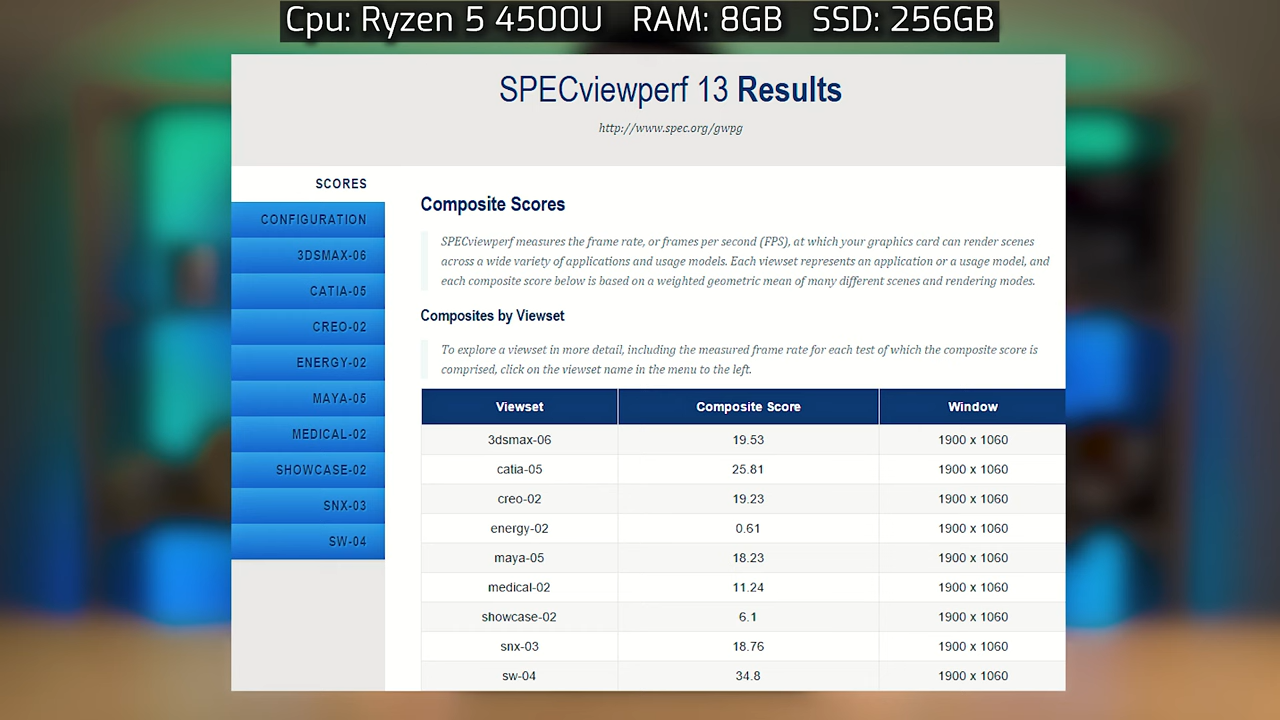 Cpu: Ryzen 5 4500U RAM: 8GB SSD: 256GB
SPECviewperf 13 Results
http://www.spec.org/gwpg
SCORES
CONFIGURATION
3DSMAX-06
CATIA-05
CREO-02
ENERGY-02
MAYA-05
MEDICAL-02
SHOWCASE-02
SNX-03
SW-04
Composite Scores
SPECviewperf measures the frame rate, or frames per second (FPS), at which your graphics card can render scenes
across a wide variety of applications and usage models. Each viewset represents an application or a usage model, and
each composite score below is based on a weighted geometric mean of many different scenes and rendering modes.
Composites by Viewset
To explore a viewset in more detail, including the measured frame rate for each test of which the composite score is
comprised, click on the viewset name in the menu to the left.
Viewset Composite Score Window
3dsmax-06 19.53 1900 x 1060
catia-05 25.81 1900 x 1060
creo-02 19.23 1900 x 1060
energy-02 0.61 1900 x 1060
maya-05 18.23 1900 x 1060
medical-02 11.24 1900 x 1060
showcase-02 6.1 1900 x 1060
snx-03 18.76 1900 x 1060
sw-04 34.8 1900 x 1060